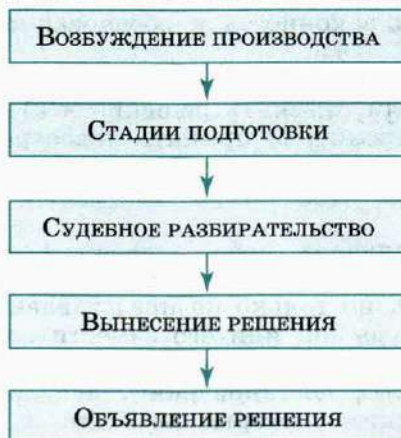 Возбуждение производства
Стадии подготовки
Судебное разбирательство
Вынесение решения
Объявление решения